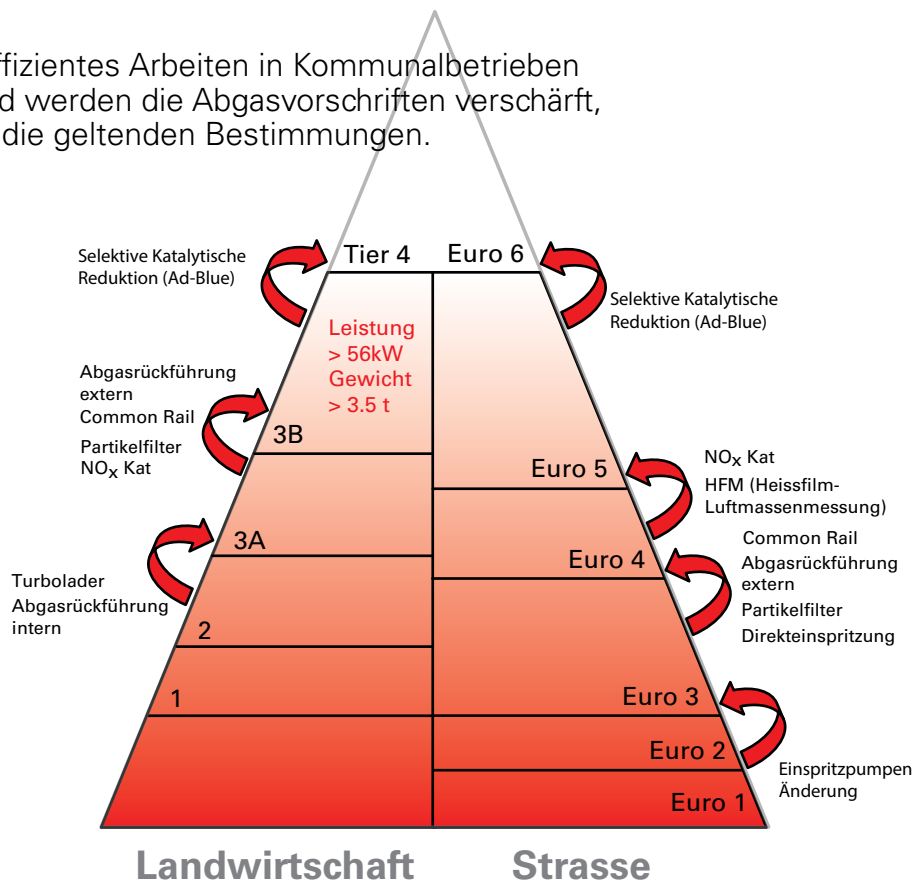 ffizientes Arbeiten in Kommunalbetrieben
d werden die Abgasvorschriften verschärft,
die geltenden Bestimmungen.
Selektive Katalytische
Reduktion (Ad-Blue)
Tier 4
Euro 6
Selektive Katalytische
Reduktion (Ad-Blue)
Leistung
> 56kW
Gewicht
> 3.5 t
Abgasrückführung
extern
Common Rail
Partikelfilter
NOx Kat
3B
Euro 5
NOx Kat
HFM (Heissfilm-
Luftmassenmessung)
3A
Euro 4
Common Rail
Abgasrückführung
extern
Partikelfilter
Direkteinspritzung
Turbolader
Abgasrückführung
intern
2
1
Euro 3
Euro 2
Einspritzpumpen
Änderung
Euro 1
Landwirtschaft
Strasse